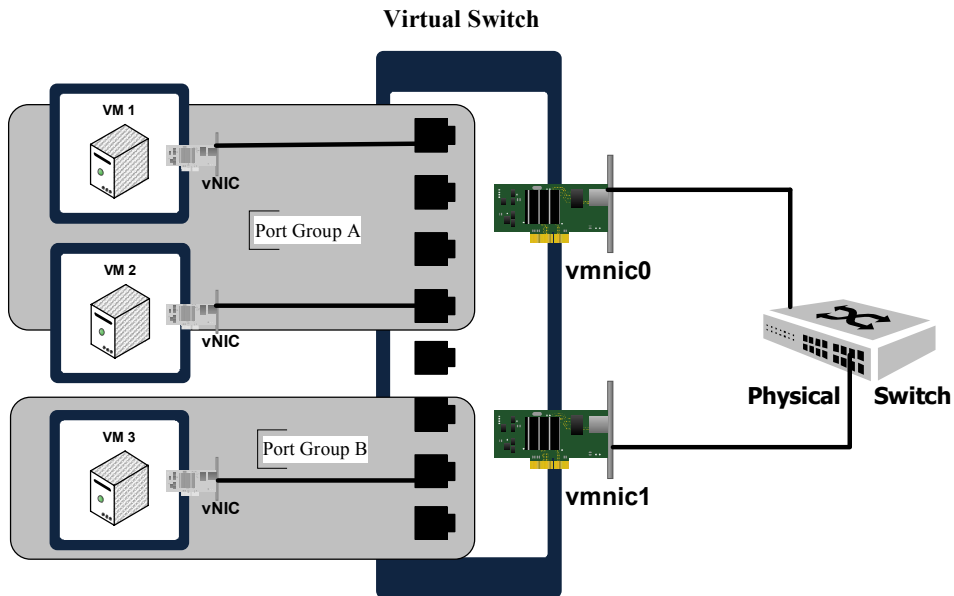 Virtual Switch
VM 1
vNIC
Port Group A
vmnic0
VM 2
vNIC
Physical Switch
Port Group B
VM 3
vNIC
vmnic1